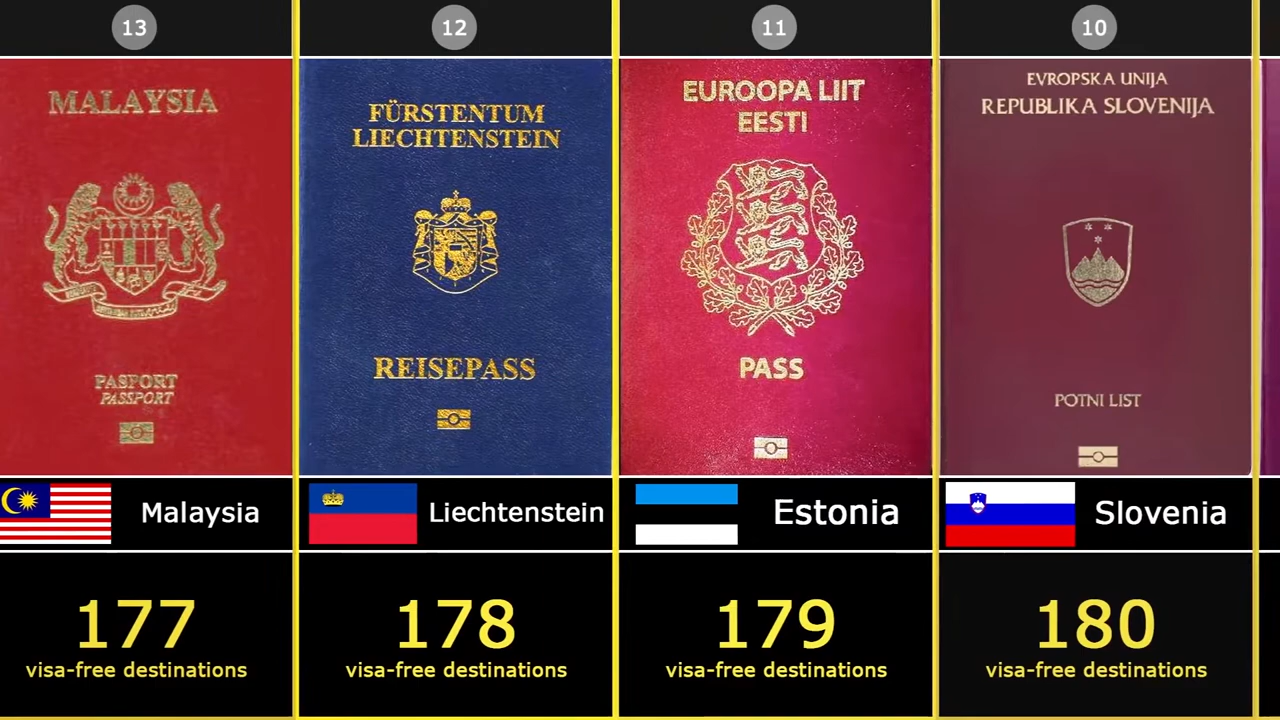 13
MALAYSIA
PASPORT
PASSPORT
Malaysia
177
visa-free destinations
12
FÜRSTENTUM
LIECHTENSTEIN
REISEPASS
Liechtenstein
178
visa-free destinations
11
EUROOPA LIIT
EESTI
PASS
Estonia
179
visa-free destinations
10
EVROPSKA UNIJA
REPUBLIKA SLOVENIJA
POTNI LIST
Slovenia
180
visa-free destinations